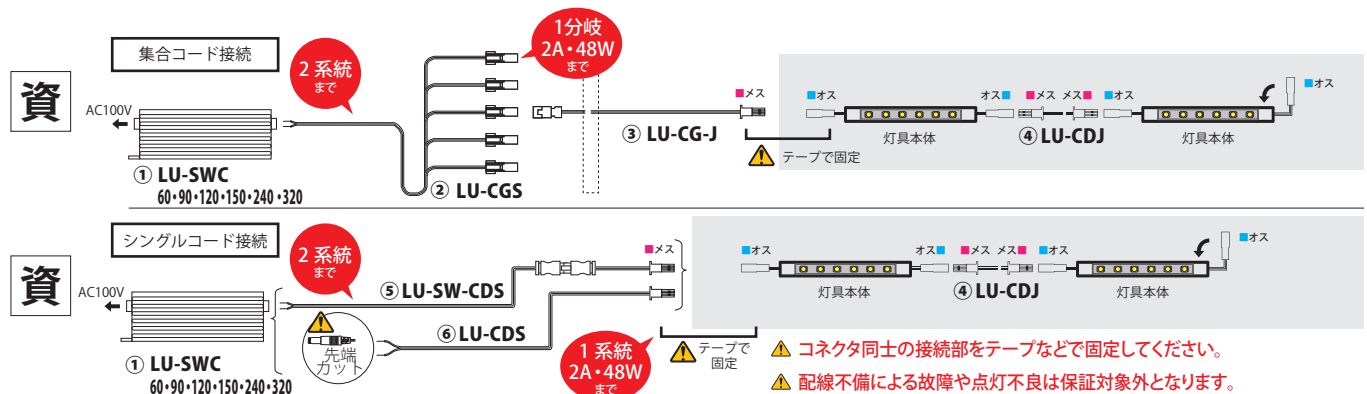 資
集合コード接続
AC100V
① LU-SWC
60・90・120・150・240・320
2系統
まで
② LU-CGS
1分岐
2A・48W
まで
③ LU-CG-J
■メス
テープで固定
■オス
灯具本体
オス■
■メス
メス■
④ LU-CDJ
■オス
灯具本体
■オス
資
シングルコード接続
AC100V
① LU-SWC
60・90・120・150・240・320
2系統
まで
⑤ LU-SW-CDS
先端
カット
⑥ LU-CDS
■メス
1系統
2A・48W
まで
テープで
固定
■オス
灯具本体
オス■
■メス
メス■
④ LU-CDJ
■オス
灯具本体
■オス
コネクタ同士の接続部をテープなどで固定してください。
配線不備による故障や点灯不良は保証対象外となります。